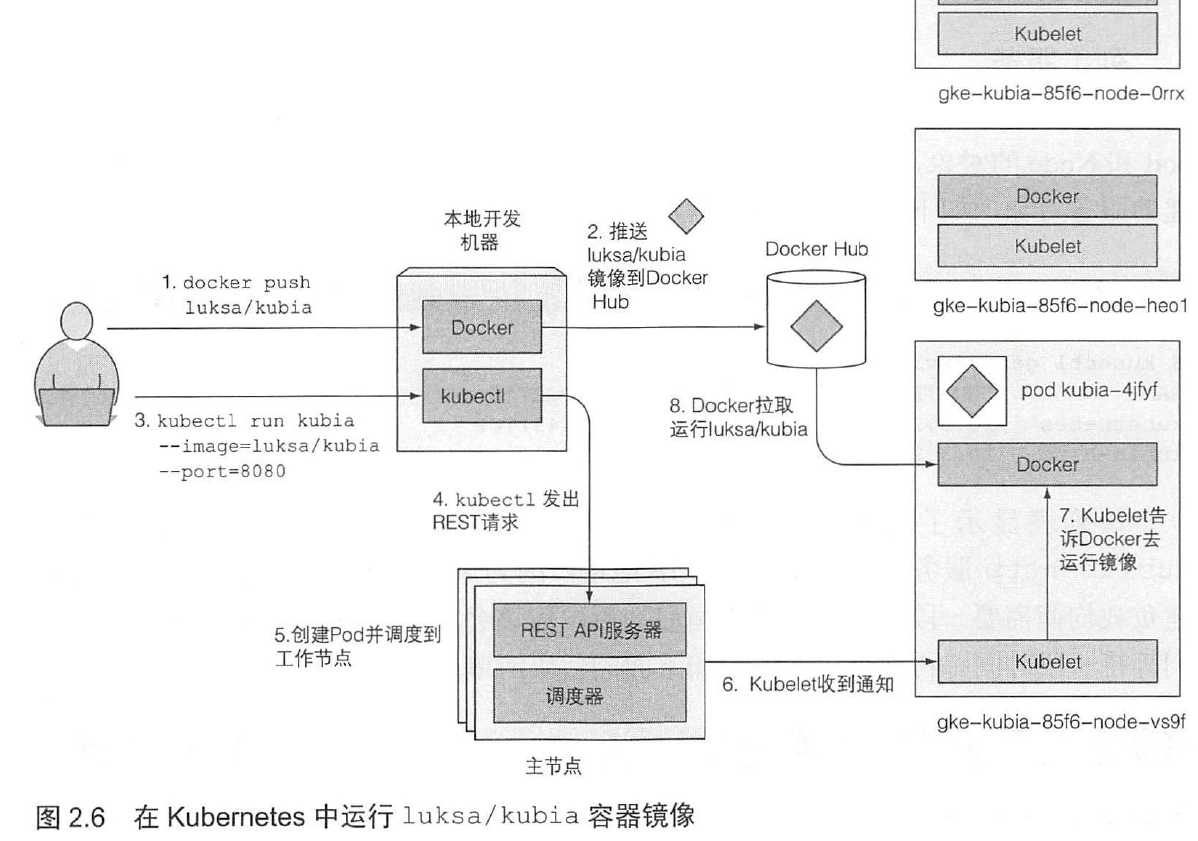 Kubelet
gke-kubia-85f6-node-0rrx
Docker
Kubelet
gke-kubia-85f6-node-heo1
本地开发
机器
1. docker push
luksa/kubia
Docker
kubectl
2. 推送
luksa/kubia
镜像到Docker
Hub
Docker Hub
3. kubectl run kubia
--image=luksa/kubia
--port=8080
4. kubectl 发出
REST请求
8. Docker拉取
运行luksa/kubia
pod kubia-4jfyf
Docker
7. Kubelet告
诉Docker去
运行镜像
Kubelet
gke-kubia-85f6-node-vs9f
5.创建Pod并调度到
工作节点
REST API服务器
调度器
6. Kubelet收到通知
主节点
图 2.6 在 Kubernetes 中运行 luksa/kubia 容器镜像